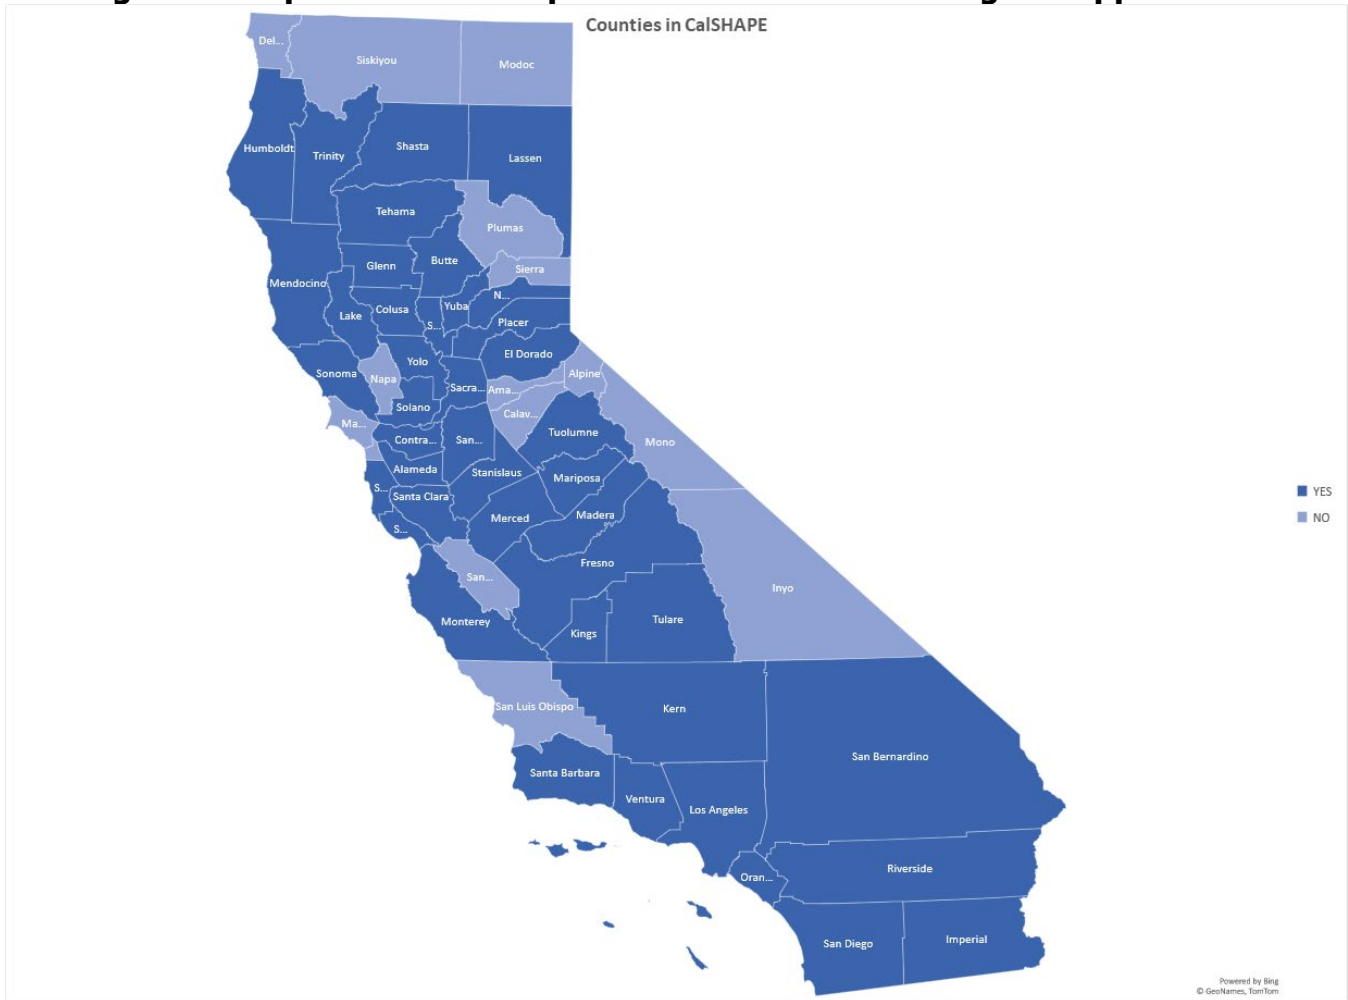 Counties in CalSHAPE
Del...
Siskiyou
Modoc
Humboldt
Trinity
Shasta
Lassen
Tehama
Plumas
Mendocino
Glenn
Butte
Sierra
Lake
Colusa
S...
Yuba
N...
Placer
Sonoma
Napa
Yolo
El Dorado
Solano
Sacra...
Ama...
Alpine
Ma...
Calav...
Contra...
San...
Tuolumne
Mono
Alameda
Stanislaus
Mariposa
S...
Santa Clara
Merced
Madera
S...
San...
Fresno
Inyo
Monterey
Kings
Tulare
San Luis Obispo
Kern
San Bernardino
Santa Barbara
Ventura
Los Angeles
Oran...
Riverside
San Diego
Imperial
YES
NO
Powered by Bing
© GeoNames, TomTom